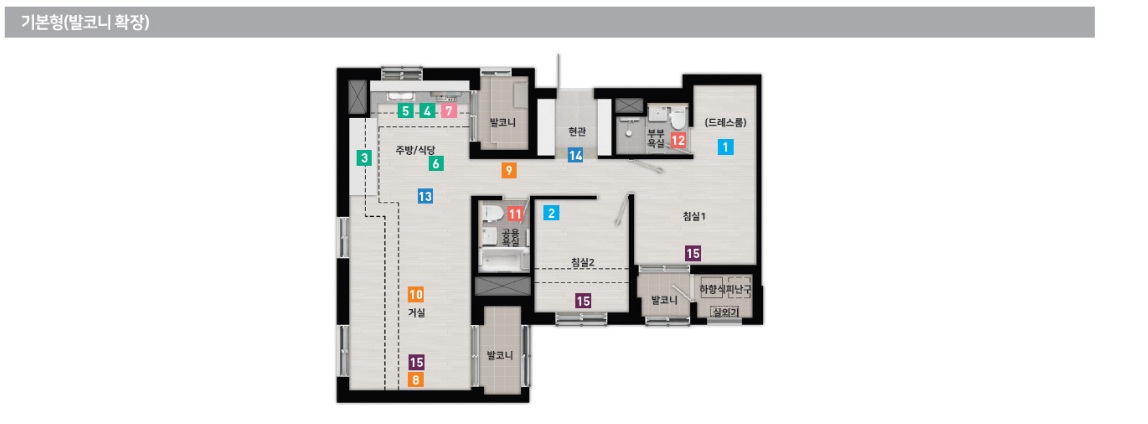 기본형(발코니 확장)
5
4
7
발코니
현관
14
부부
욕실
12
(드레스룸)
1
3
주방/식당
6
9
13
11
공용
욕실
2
침실1
15
침실2
15
발코니
하향식피난구
실외기
10
거실
발코니
15
8